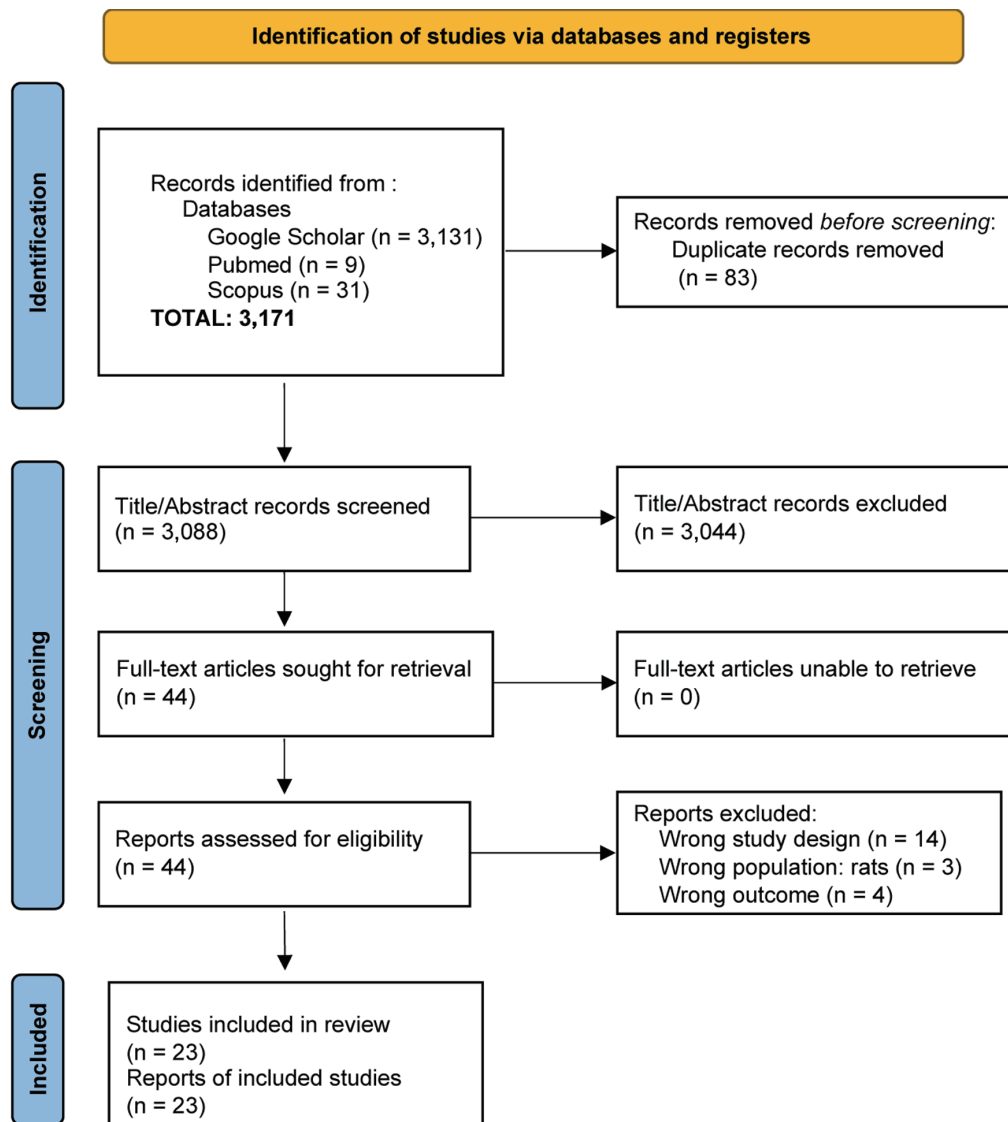 Identification of studies via databases and registers
Identification
Records identified from :
Databases
Google Scholar (n = 3,131)
Pubmed (n = 9)
Scopus (n = 31)
TOTAL: 3,171
Records removed before screening:
Duplicate records removed
(n = 83)
Screening
Title/Abstract records screened
(n = 3,088)
Title/Abstract records excluded
(n = 3,044)
Full-text articles sought for retrieval
(n = 44)
Full-text articles unable to retrieve
(n = 0)
Reports assessed for eligibility
(n = 44)
Reports excluded:
Wrong study design (n = 14)
Wrong population: rats (n = 3)
Wrong outcome (n = 4)
Included
Studies included in review
(n = 23)
Reports of included studies
(n = 23)